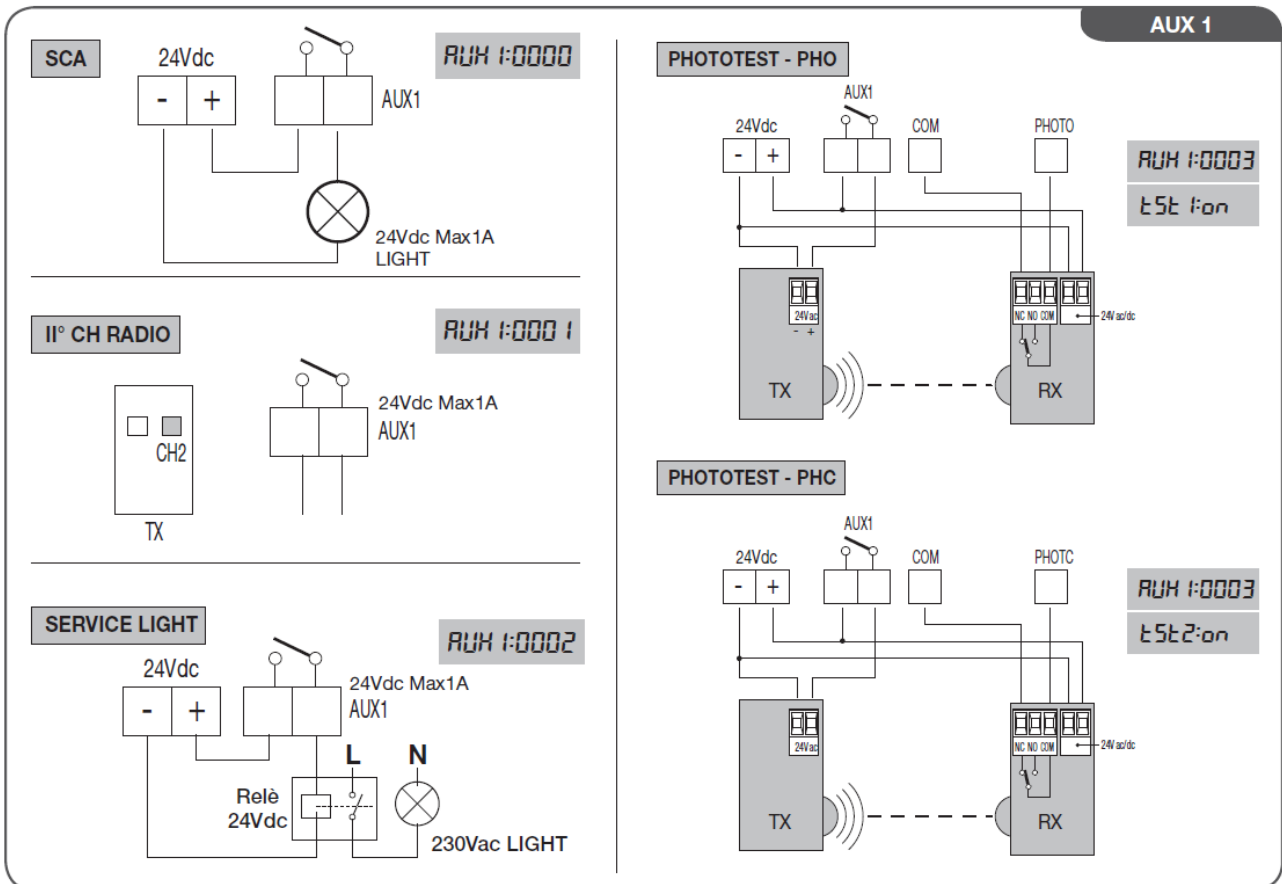 AUX 1
SCA
24Vdc
- +
AUX1
AUX 1:0000
24Vdc Max1A
LIGHT
II° CH RADIO
AUX 1:0001
CH2
TX
24Vdc Max1A
AUX1
SERVICE LIGHT
AUX 1:0002
24Vdc
- +
24Vdc Max1A
AUX1
L N
Relè
24Vdc
230Vac LIGHT
PHOTOTEST - PHO
AUX1
24Vdc
COM
PHOTO
- +
AUX 1:0003
tSt 1:on
24Vac
- +
NC NO COM
24Vac/dc
TX
RX
PHOTOTEST - PHC
AUX1
24Vdc
COM
PHOTC
- +
AUX 1:0003
tSt2:on
24Vac
NC NO COM
24Vac/dc
TX
RX